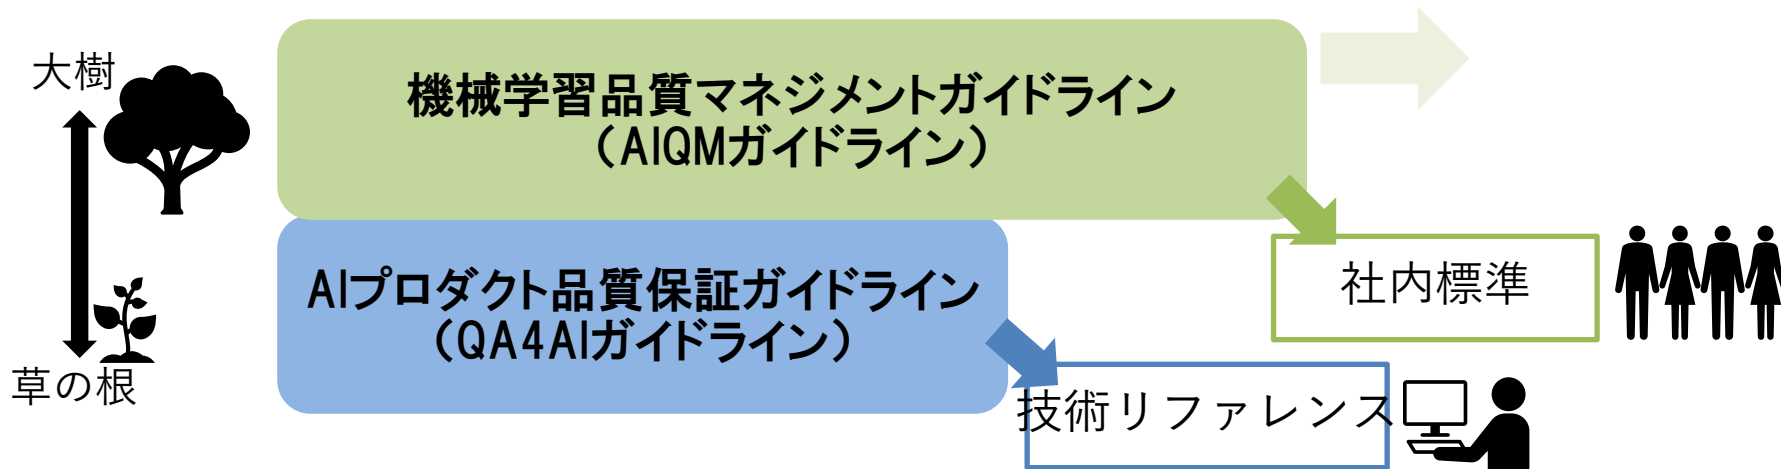 大樹
機械学習品質マネジメントガイドライン
（AIQMガイドライン）
AIプロダクト品質保証ガイドライン
（QA4AIガイドライン）
社内標準
草の根
技術リファレンス